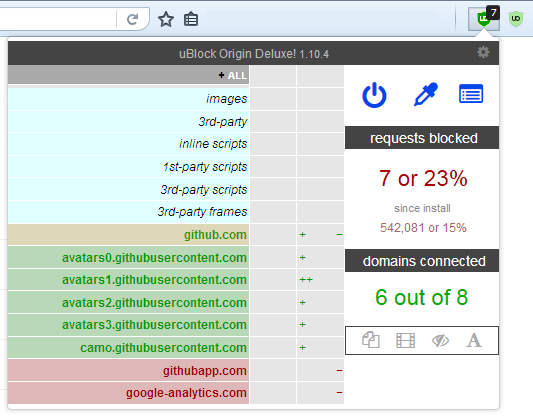 7
uBlock Origin Deluxe! 1.10.4
+ ALL
images
3rd-party
inline scripts
1st-party scripts
3rd-party scripts
3rd-party frames
github.com + −
avatars0.githubusercontent.com +
avatars1.githubusercontent.com ++
avatars2.githubusercontent.com +
avatars3.githubusercontent.com +
camo.githubusercontent.com +
githubapp.com −
google-analytics.com −
requests blocked
7 or 23%
since install
542,081 or 15%
domains connected
6 out of 8
A